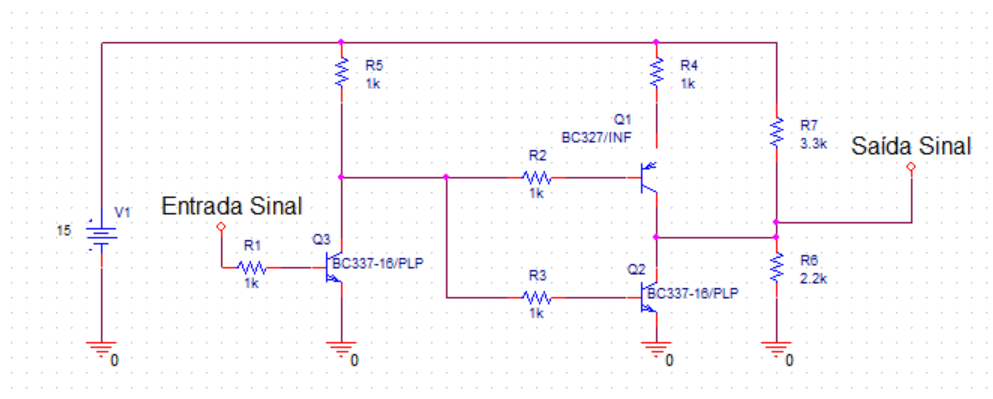 R5
1k
R4
1k
Q1
BC327/INF
R7
3.3k
Saída Sinal
R2
1k
Entrada Sinal
V1
15
R1
1k
Q3
BC337-16/PLP
R3
1k
Q2
BC337-16/PLP
R6
2.2k
0
0
0
0